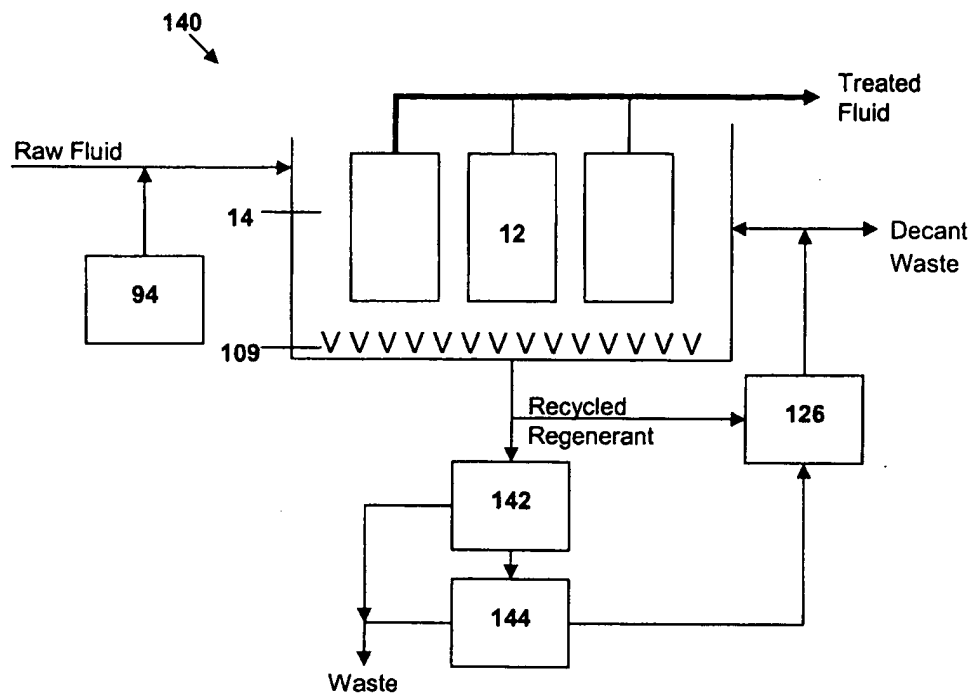 140
Treated
Fluid
Raw Fluid
14
12
Decant
Waste
94
109
V V V V V V V V V V V V V V
Recycled
Regenerant
126
142
144
Waste